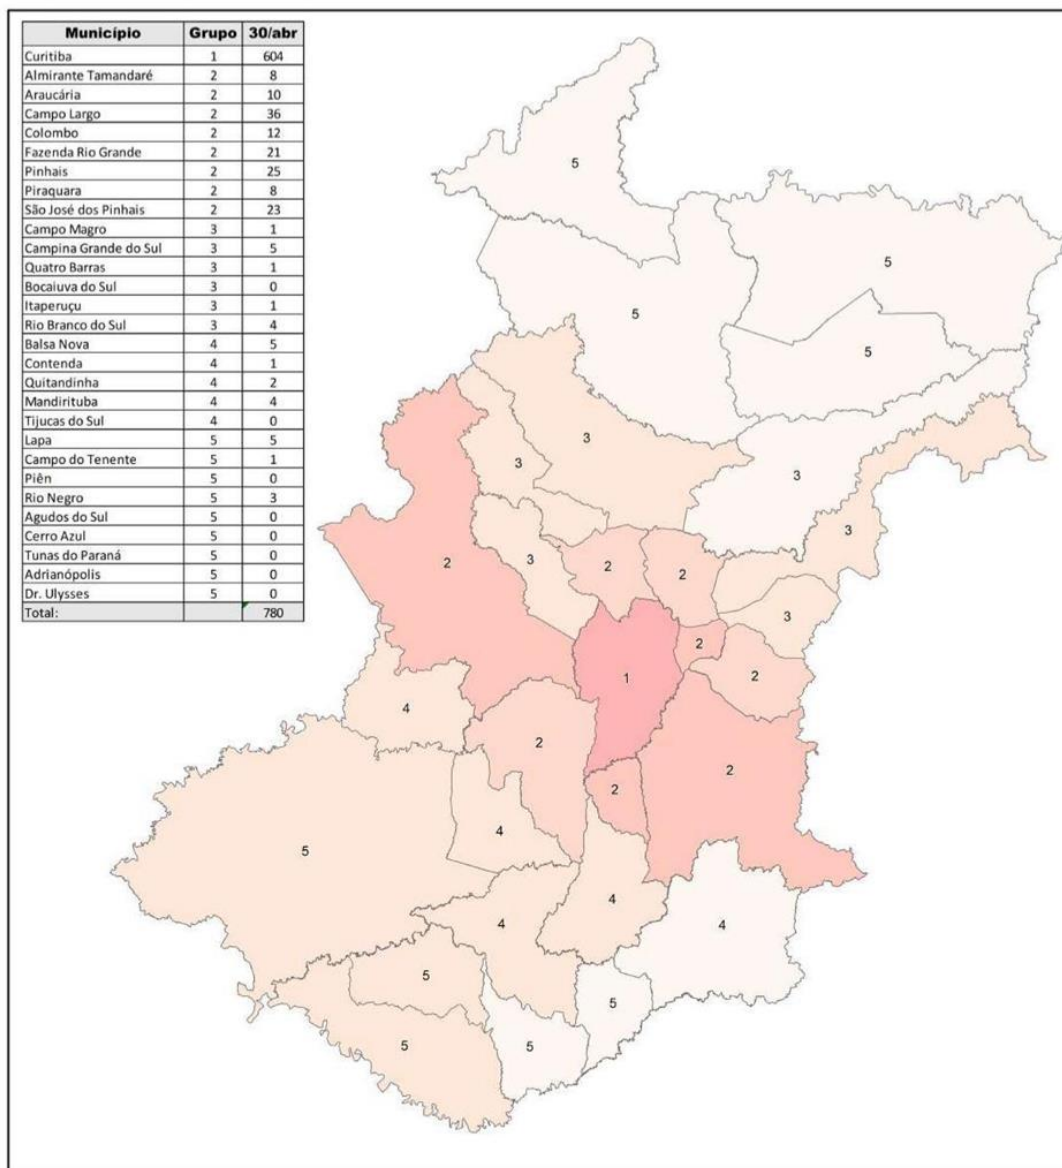 Município Grupo 30/abr
Curitiba 1 604
Almirante Tamandaré 2 8
Araucária 2 10
Campo Largo 2 36
Colombo 2 12
Fazenda Rio Grande 2 21
Pinhais 2 25
Piraquara 2 8
São José dos Pinhais 2 23
Campo Magro 3 1
Campina Grande do Sul 3 5
Quatro Barras 3 1
Bocaiuva do Sul 3 0
Itaperuçu 3 1
Rio Branco do Sul 3 4
Balsa Nova 4 5
Contenda 4 1
Quitandinha 4 2
Mandirituba 4 4
Tijucas do Sul 4 0
Lapa 5 5
Campo do Tenente 5 1
Piên 5 0
Rio Negro 5 3
Agudos do Sul 5 0
Cerro Azul 5 0
Tunas do Paraná 5 0
Adrianópolis 5 0
Dr. Ulysses 5 0
Total: 780
5
5
5
5
3
3
3
3
2
3
2
2
3
2
2
1
4
2
2
2
4
5
4
4
4
5
5
5
5